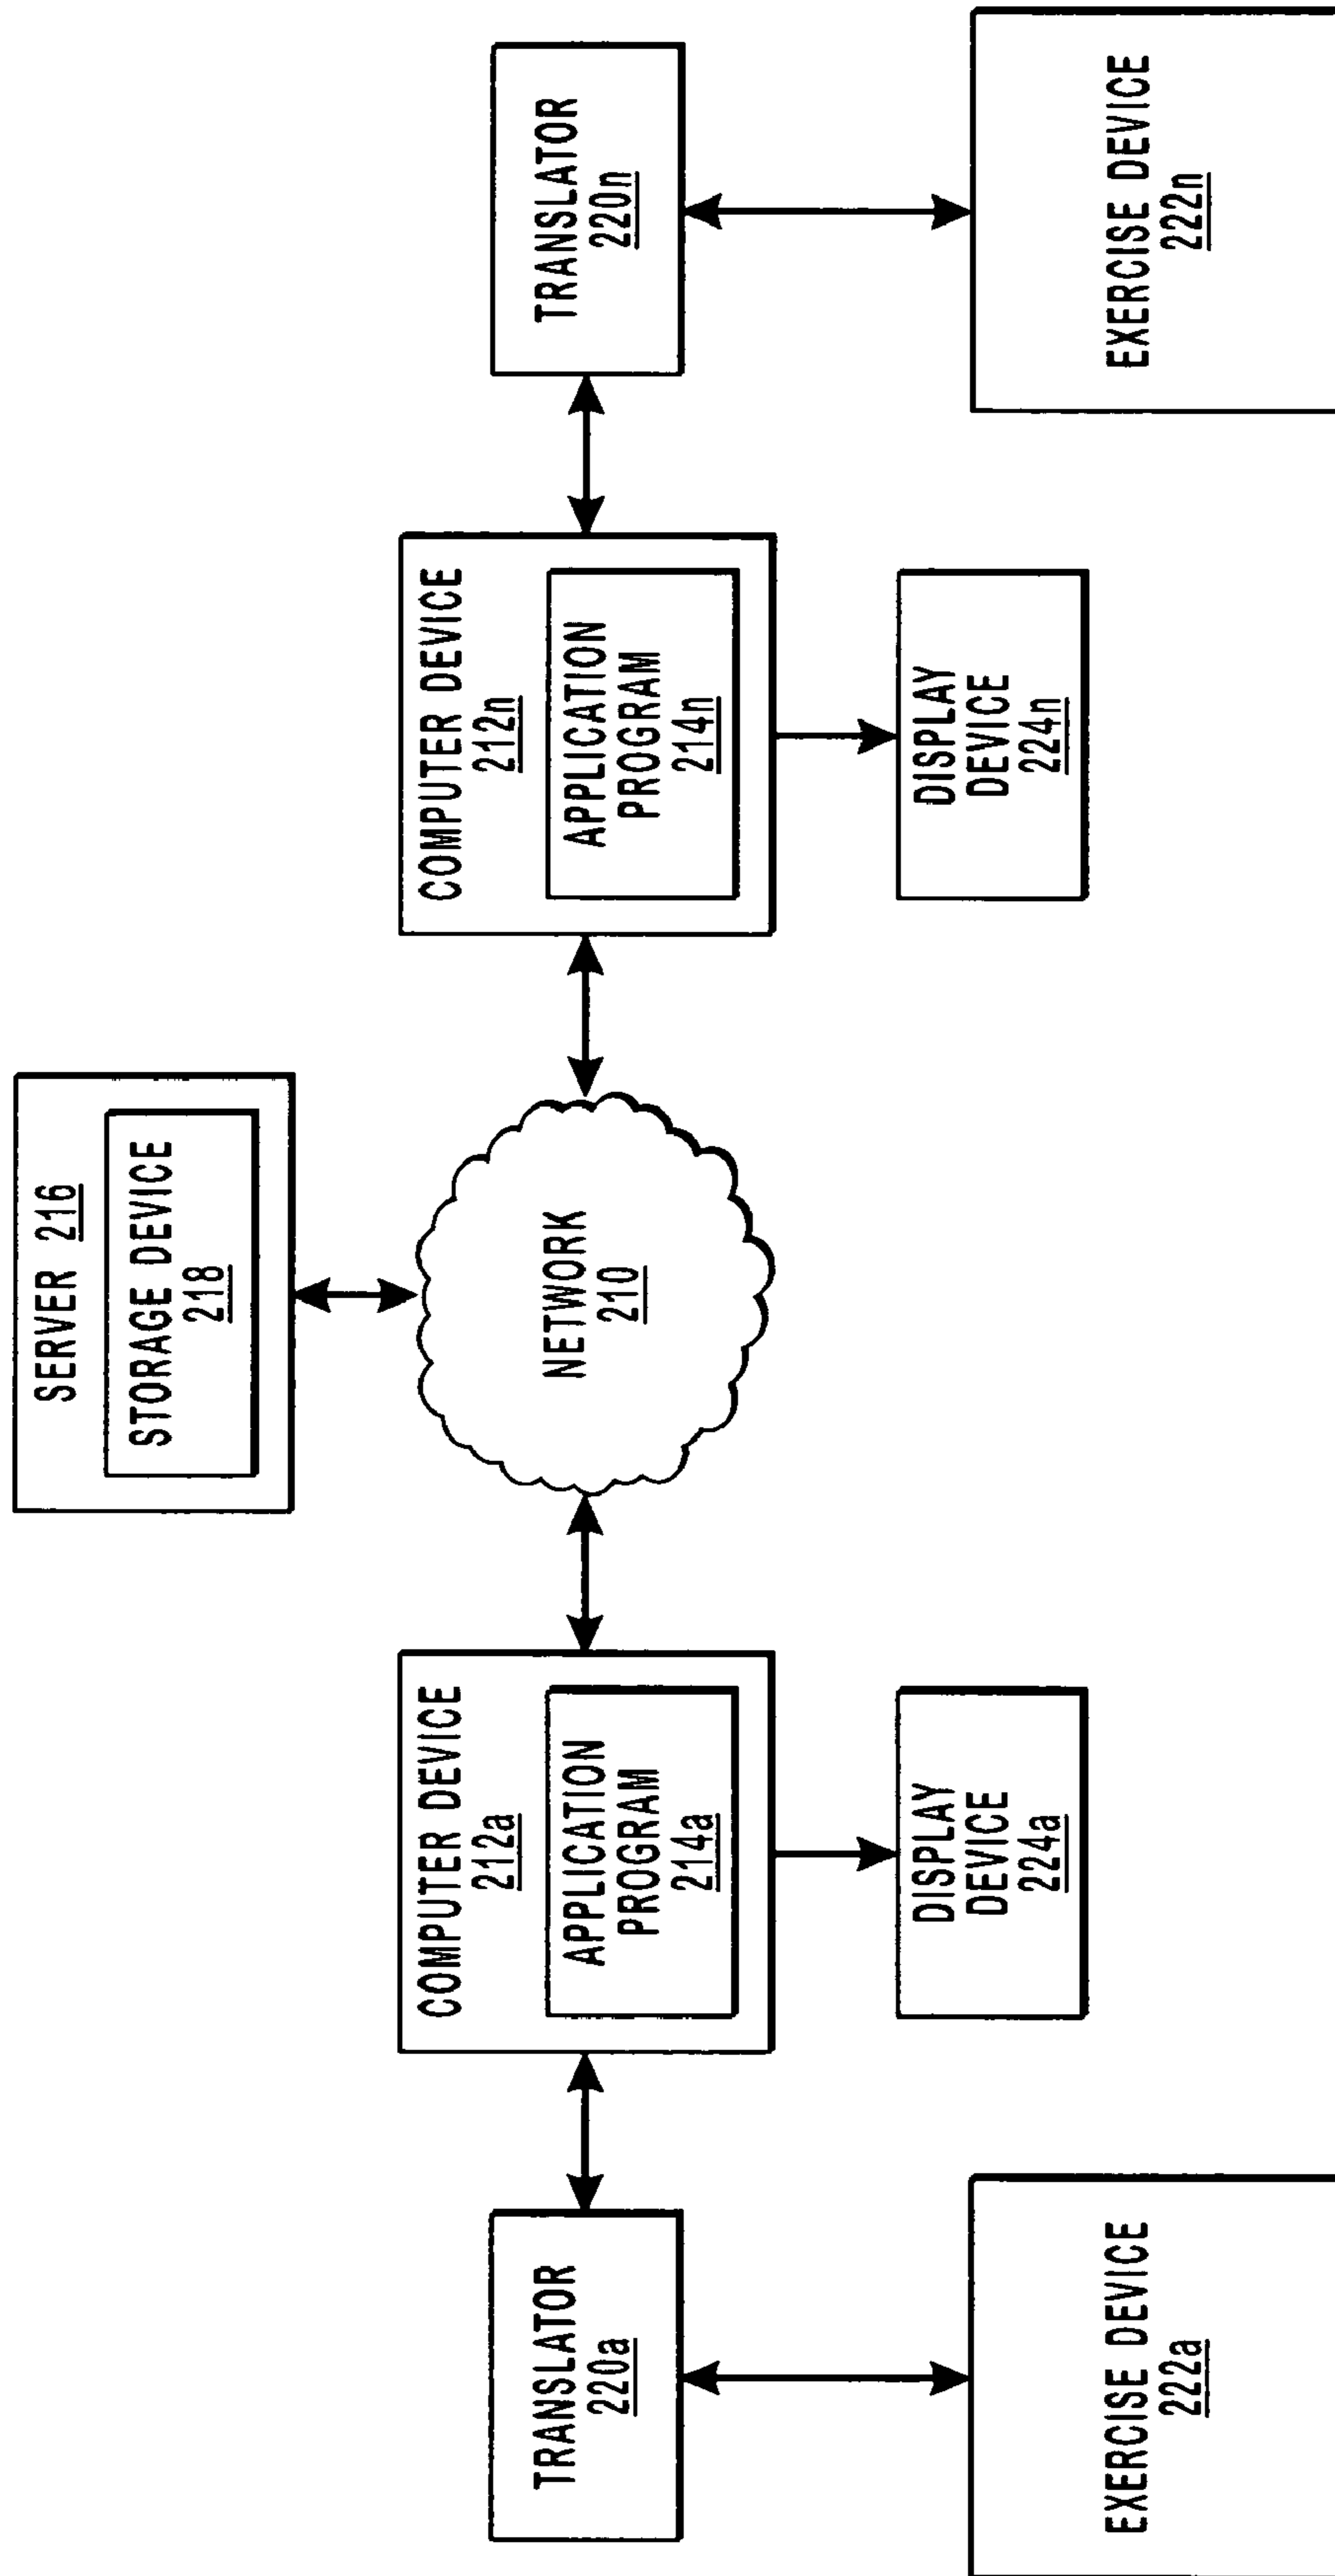 SERVER 216
STORAGE DEVICE
218
TRANSLATOR
220a
COMPUTER DEVICE
212a
APPLICATION
PROGRAM
214a
NETWORK
210
COMPUTER DEVICE
212n
APPLICATION
PROGRAM
214n
TRANSLATOR
220n
DISPLAY
DEVICE
224a
DISPLAY
DEVICE
224n
EXERCISE DEVICE
222a
EXERCISE DEVICE
222n